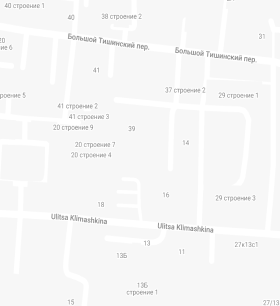 40 строение 1
40
38 строение 2
Большой Тишинский пер.
31
20
ие 6
Большой Тишинский пер.
41
37 строение 2
роение 5
29 строение 1
41 строение 2
41 строение 3
20 строение 9
39
20 строение 7
14
20 строение 4
16
29 строение 3
18
Ulitsa Klimashkina
Ulitsa Klimashkina
13
27к13с1
11
13Б
13Б
строение 1
15
27/13